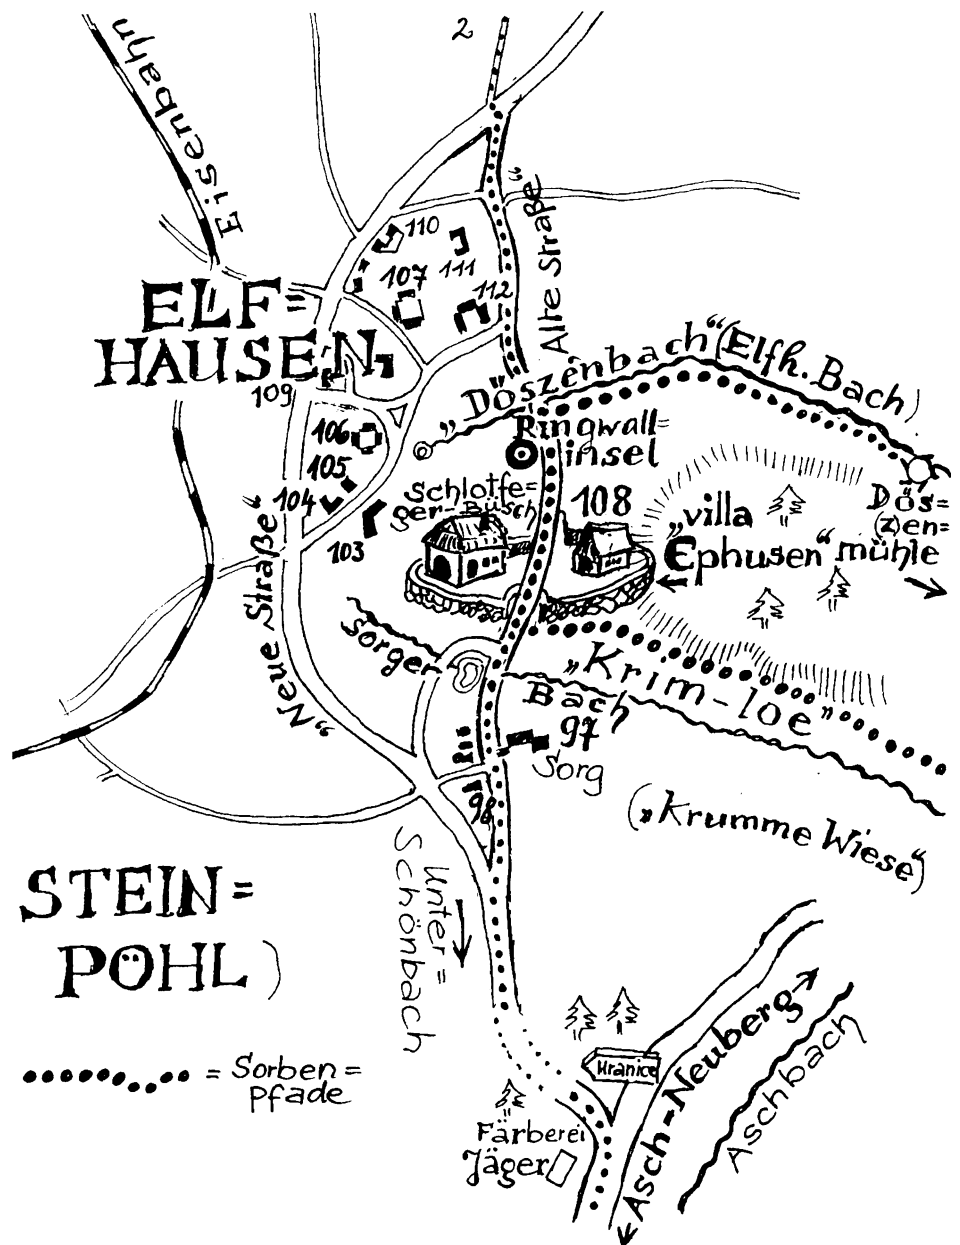 2
Eisenbahn
"Alte Straße"
110
111
107
112
ELF=
HAUSEN,
109
"Döszenbach" (Elfh. Bach)
Ringwall=
insel
106
105
104
103
Schlotfe=
ger-Büsch
108
"villa
Ephusen"
Dös=
(z)en=
mühle
"Neue Straße"
Sorger
Bach
"Krim-loe"
97
Sorg
98
("Krumme Wiese")
Unter=
Schönbach
STEIN=
PÖHL)
= Sorben=
pfade
Hranice
Färberei
Jäger
Asch-Neuberg
Aschbach